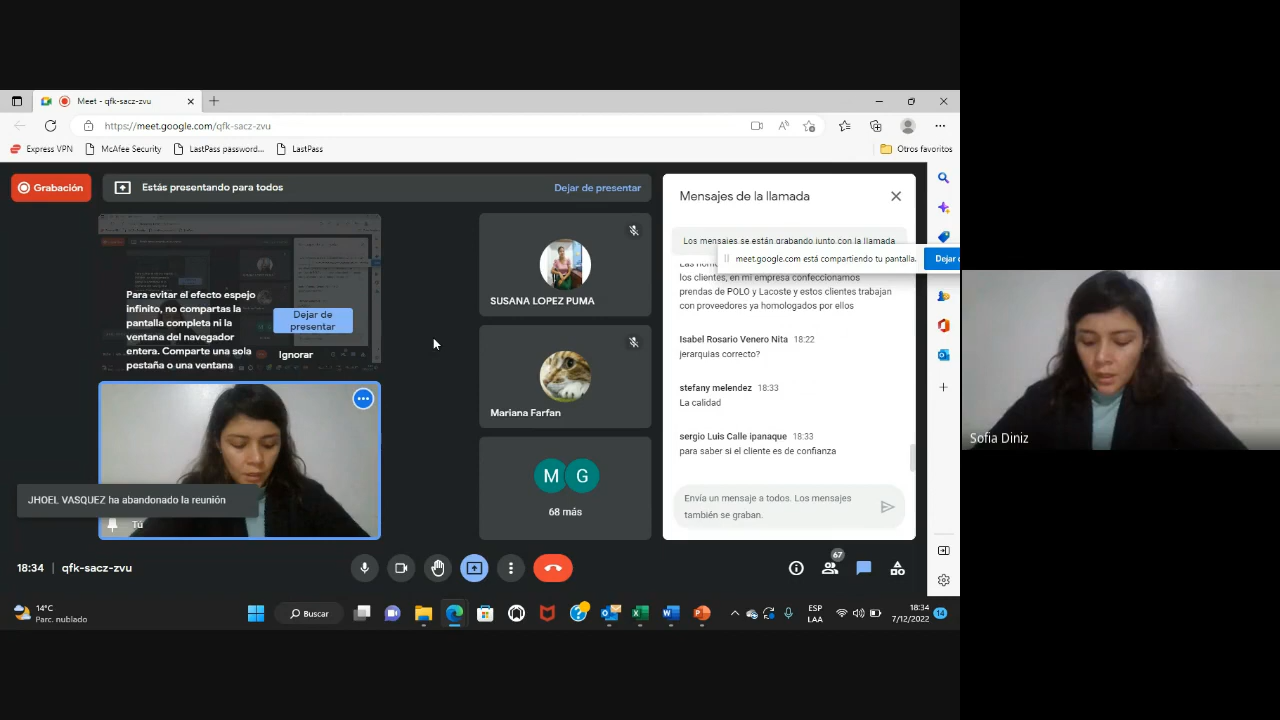 Meet - qfk-sacz-zvu
https://meet.google.com/qfk-sacz-zvu
Express VPN
McAfee Security
LastPass password...
LastPass
Otros favoritos
Grabación
Estás presentando para todos
Dejar de presentar
Para evitar el efecto espejo
infinito, no compartas la
pantalla completa ni la
ventana del navegador
entera. Comparte una sola
pestaña o una ventana
Dejar de
presentar
Ignorar
JHOEL VASQUEZ ha abandonado la reunión
Tú
SUSANA LOPEZ PUMA
Mariana Farfan
M
G
68 más
Mensajes de la llamada
Los mensajes se están grabando junto con la llamada
meet.google.com está compartiendo tu pantalla.
Dejar
los clientes, en mi empresa confeccionamos
prendas de POLO y Lacoste y estos clientes trabajan
con proveedores ya homologados por ellos
Isabel Rosario Venero Nita 18:22
jerarquias correcto?
stefany melendez 18:33
La calidad
sergio Luis Calle ipanaque 18:33
para saber si el cliente es de confianza
Envía un mensaje a todos. Los mensajes
también se graban.
18:34 | qfk-sacz-zvu
67
14°C
Parc. nublado
Buscar
ESP
LAA
18:34
7/12/2022
14
Sofia Diniz